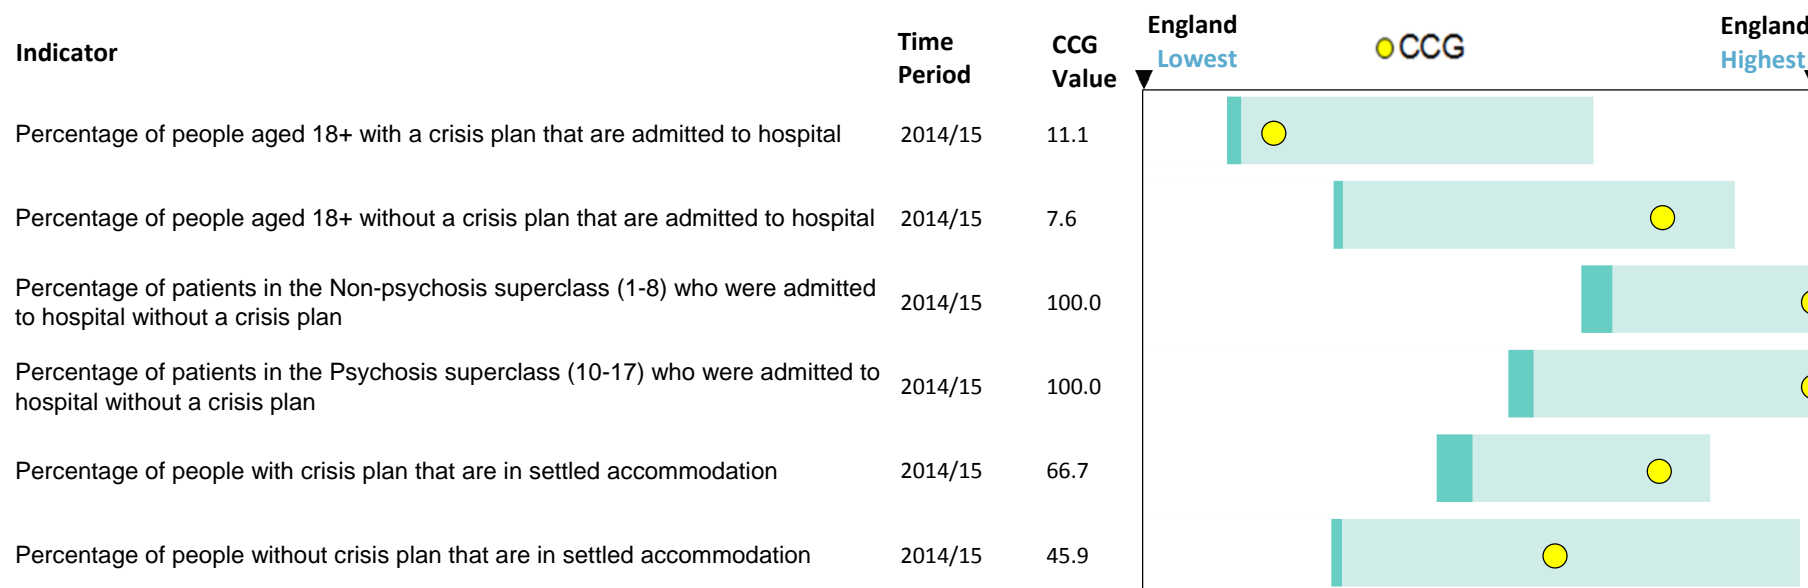 Indicator
Time Period
CCG Value
England Lowest
CCG
England Highest
Percentage of people aged 18+ with a crisis plan that are admitted to hospital 2014/15 11.1
Percentage of people aged 18+ without a crisis plan that are admitted to hospital 2014/15 7.6
Percentage of patients in the Non-psychosis superclass (1-8) who were admitted
to hospital without a crisis plan 2014/15 100.0
Percentage of patients in the Psychosis superclass (10-17) who were admitted to
hospital without a crisis plan 2014/15 100.0
Percentage of people with crisis plan that are in settled accommodation 2014/15 66.7
Percentage of people without crisis plan that are in settled accommodation 2014/15 45.9